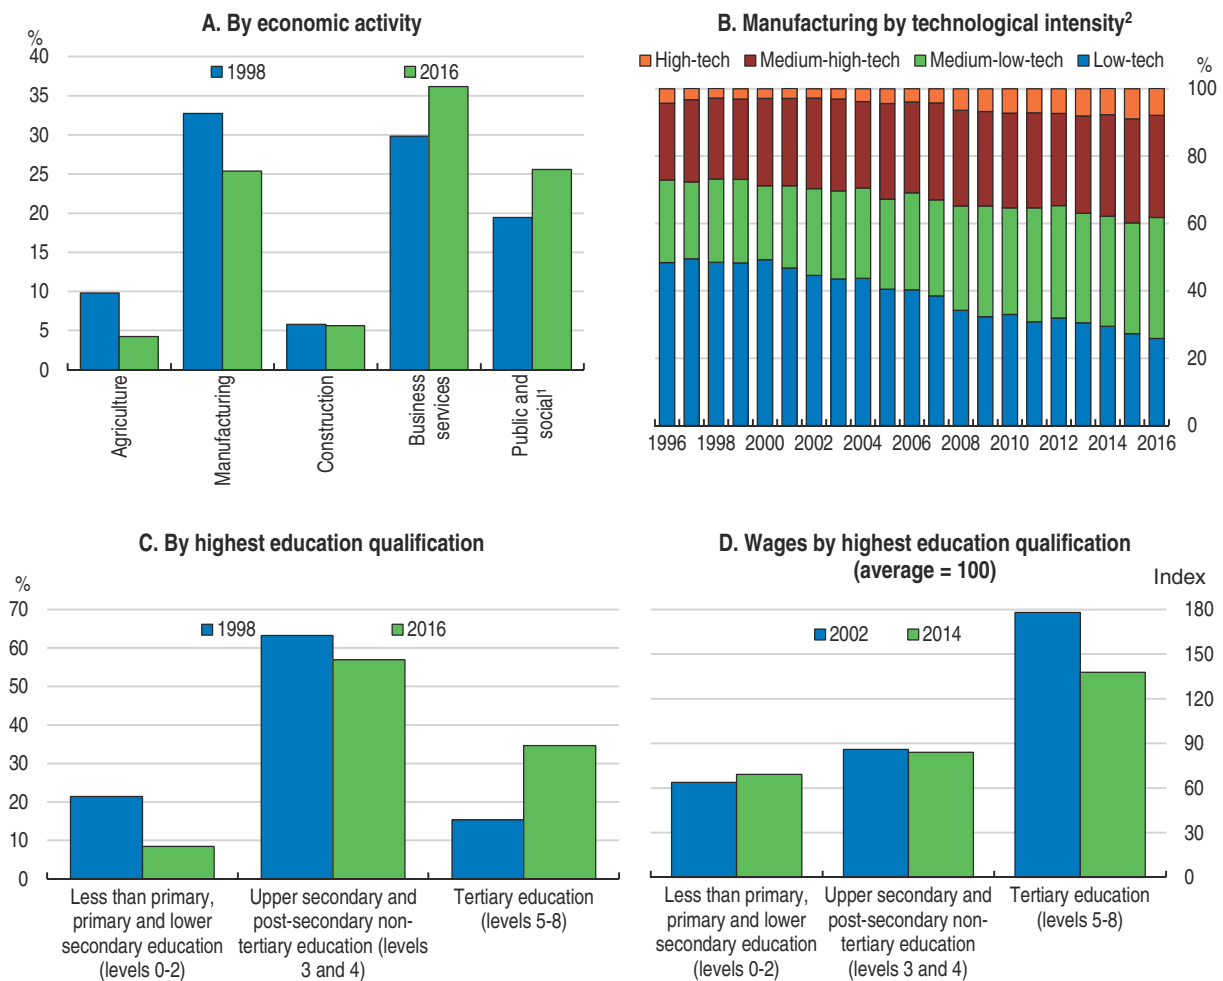 A. By economic activity
%
40
35
30
25
20
15
10
5
0
1998
2016
Agriculture
Manufacturing
Construction
Business
services
Public and
social¹
B. Manufacturing by technological intensity²
High-tech
Medium-high-tech
Medium-low-tech
Low-tech
%
100
80
60
40
20
0
1996 1998 2000 2002 2004 2006 2008 2010 2012 2014 2016
C. By highest education qualification
%
70
60
50
40
30
20
10
0
1998
2016
Less than primary,
primary and lower
secondary education
(levels 0-2)
Upper secondary and
post-secondary non-
tertiary education (levels
3 and 4)
Tertiary education
(levels 5-8)
D. Wages by highest education qualification
(average = 100)
Index
180
150
120
90
60
30
0
2002
2014
Less than primary,
primary and lower
secondary education
(levels 0-2)
Upper secondary and
post-secondary non-
tertiary education
(levels 3 and 4)
Tertiary education
(levels 5-8)